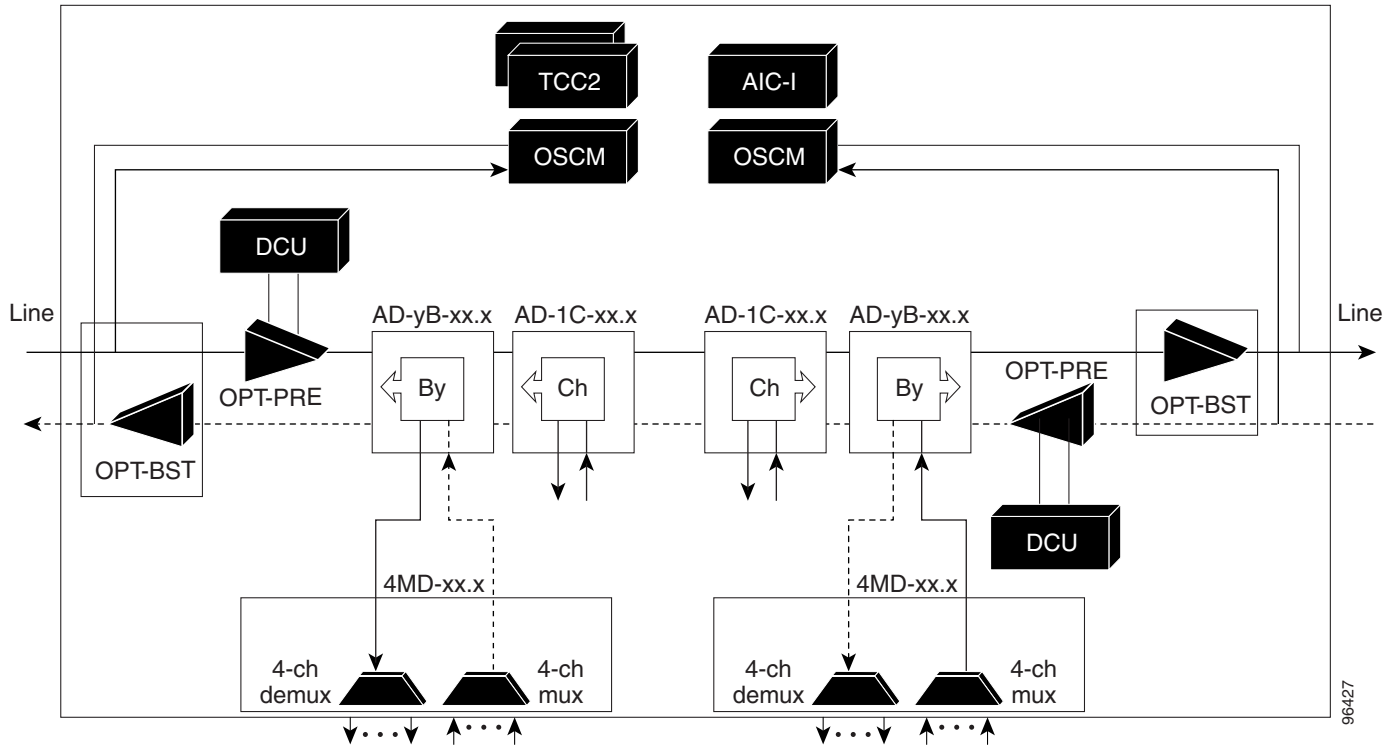 TCC2
AIC-I
OSCM
OSCM
DCU
Line
AD-yB-xx.x
AD-1C-xx.x
AD-1C-xx.x
AD-yB-xx.x
Line
By
Ch
Ch
By
OPT-PRE
OPT-PRE
OPT-BST
OPT-BST
DCU
4MD-xx.x
4MD-xx.x
4-ch
demux
4-ch
mux
4-ch
demux
4-ch
mux
96427